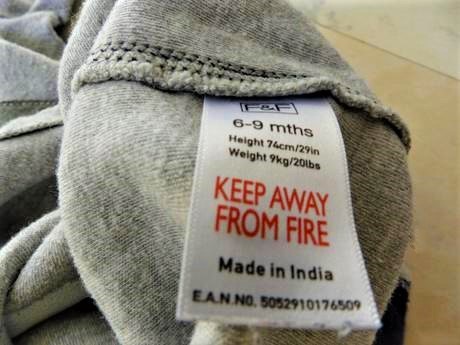 F&F
6-9 mths
Height 74cm/29in
Weight 9kg/20lbs
KEEP AWAY
FROM FIRE
Made in India
E.A.N.NO. 5052910176509